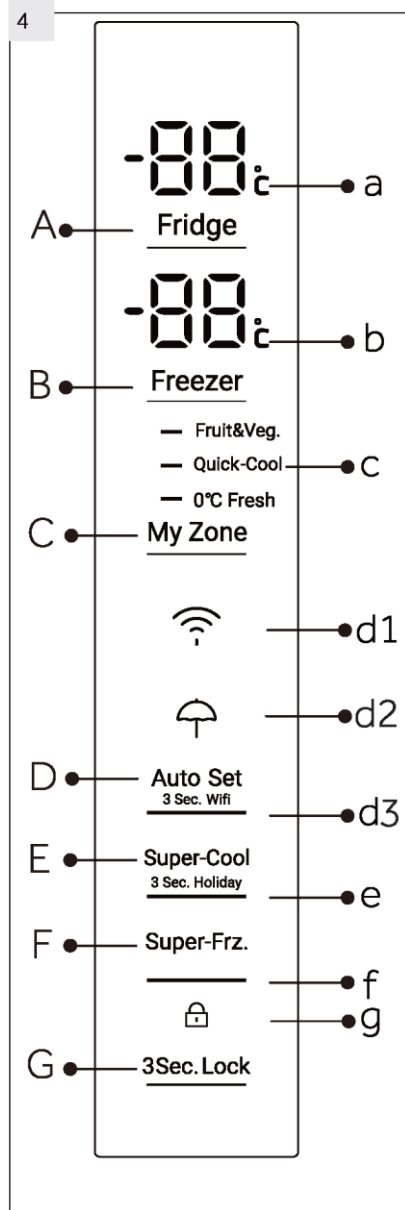 4
-88°c
a
A
Fridge
-88°c
b
B
Freezer
Fruit&Veg.
Quick-Cool
c
0°C Fresh
C
My Zone
d1
d2
D
Auto Set
3 Sec. Wifi
d3
E
Super-Cool
3 Sec. Holiday
e
F
Super-Frz.
f
g
G
3Sec. Lock